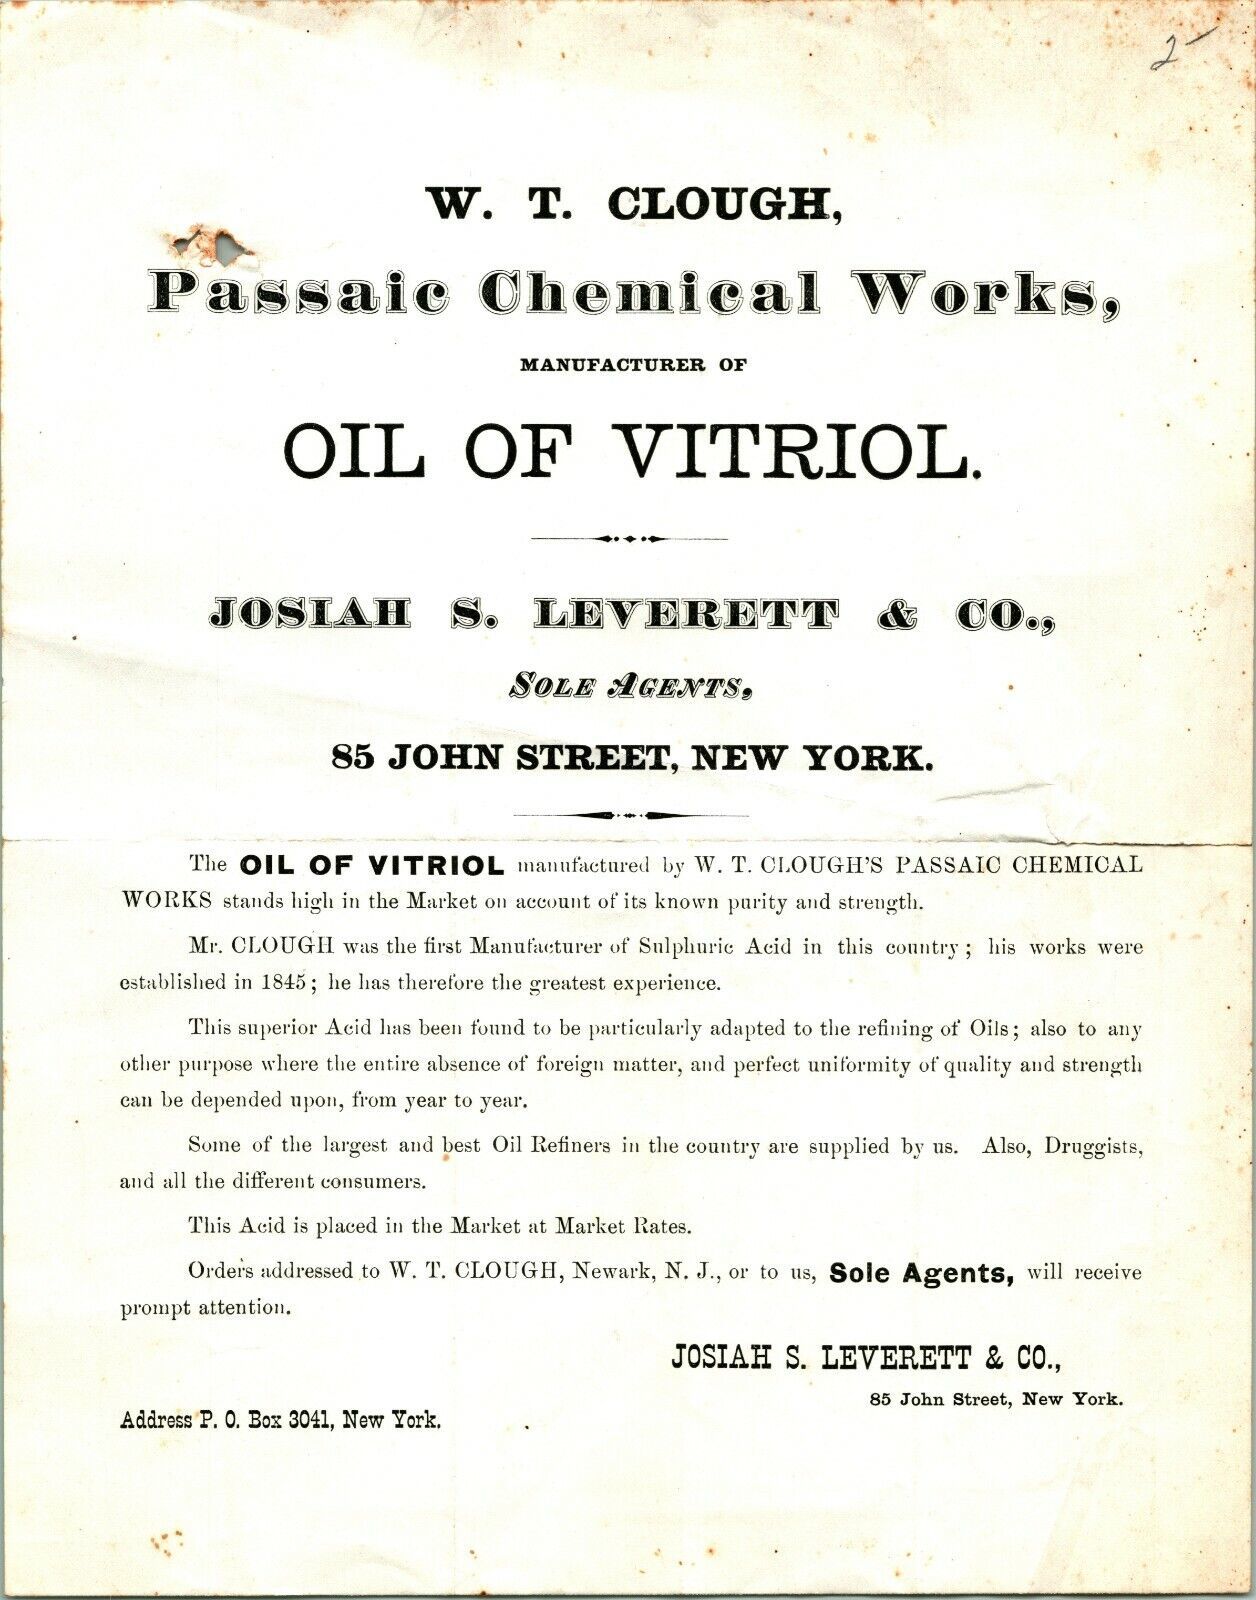 2
W. T. CLOUGH,
Passaic Chemical Works,
MANUFACTURER OF
OIL OF VITRIOL.
JOSIAH S. LEVERETT & CO.,
SOLE AGENTS,
85 JOHN STREET, NEW YORK.
The OIL OF VITRIOL manufactured by W. T. CLOUGH'S PASSAIC CHEMICAL
WORKS stands high in the Market on account of its known purity and strength.
Mr. CLOUGH was the first Manufacturer of Sulphuric Acid in this country; his works were
established in 1845; he has therefore the greatest experience.
This superior Acid has been found to be particularly adapted to the refining of Oils; also to any
other purpose where the entire absence of foreign matter, and perfect uniformity of quality and strength
can be depended upon, from year to year.
Some of the largest and best Oil Refiners in the country are supplied by us. Also, Druggists,
and all the different consumers.
This Acid is placed in the Market at Market Rates.
Orders addressed to W. T. CLOUGH, Newark, N. J., or to us, Sole Agents, will receive
prompt attention.
JOSIAH S. LEVERETT & CO.,
85 John Street, New York.
Address P. O. Box 3041, New York.